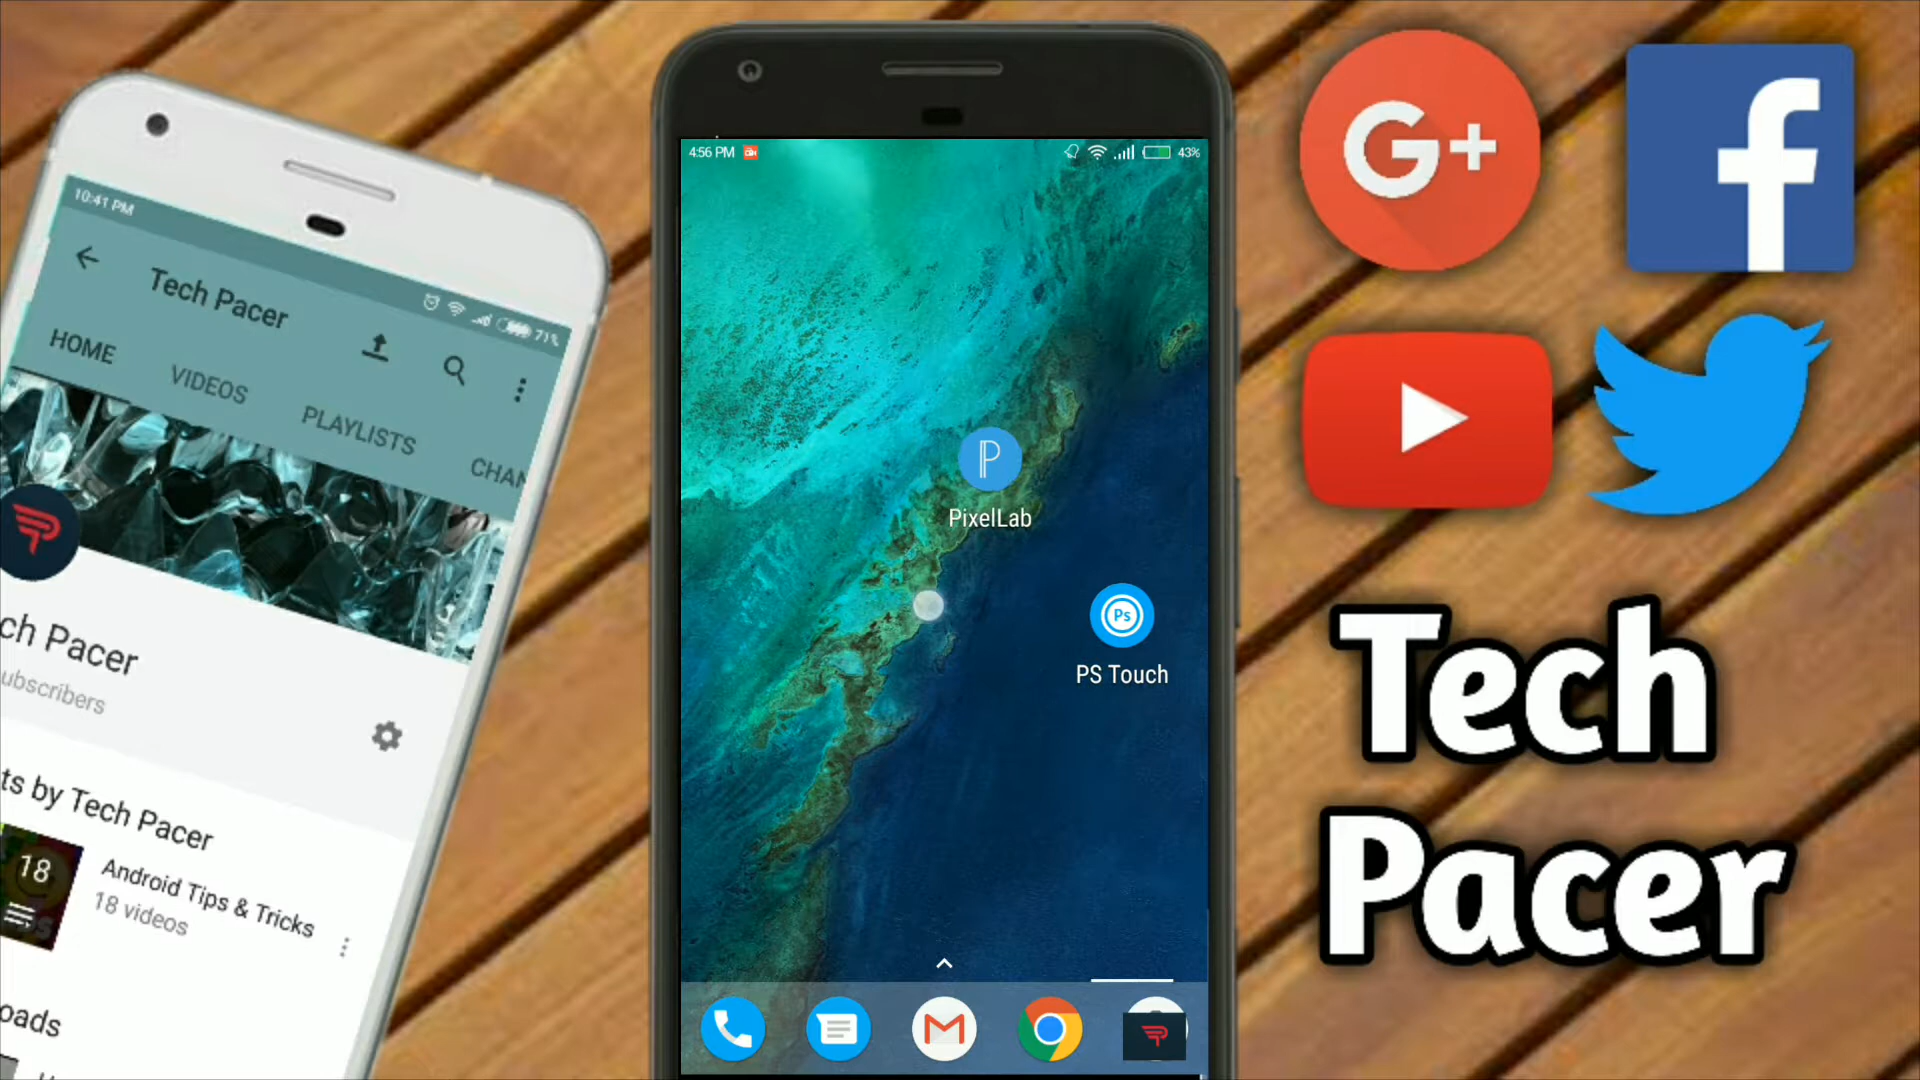 10:41 PM
71%
Tech Pacer
HOME
VIDEOS
PLAYLISTS
CHAN
ch Pacer
ubscribers
ts by Tech Pacer
18
Android Tips & Tricks
18 videos
oads
4:56 PM
43%
P
PixelLab
Ps
PS Touch
G+
f
Tech
Pacer